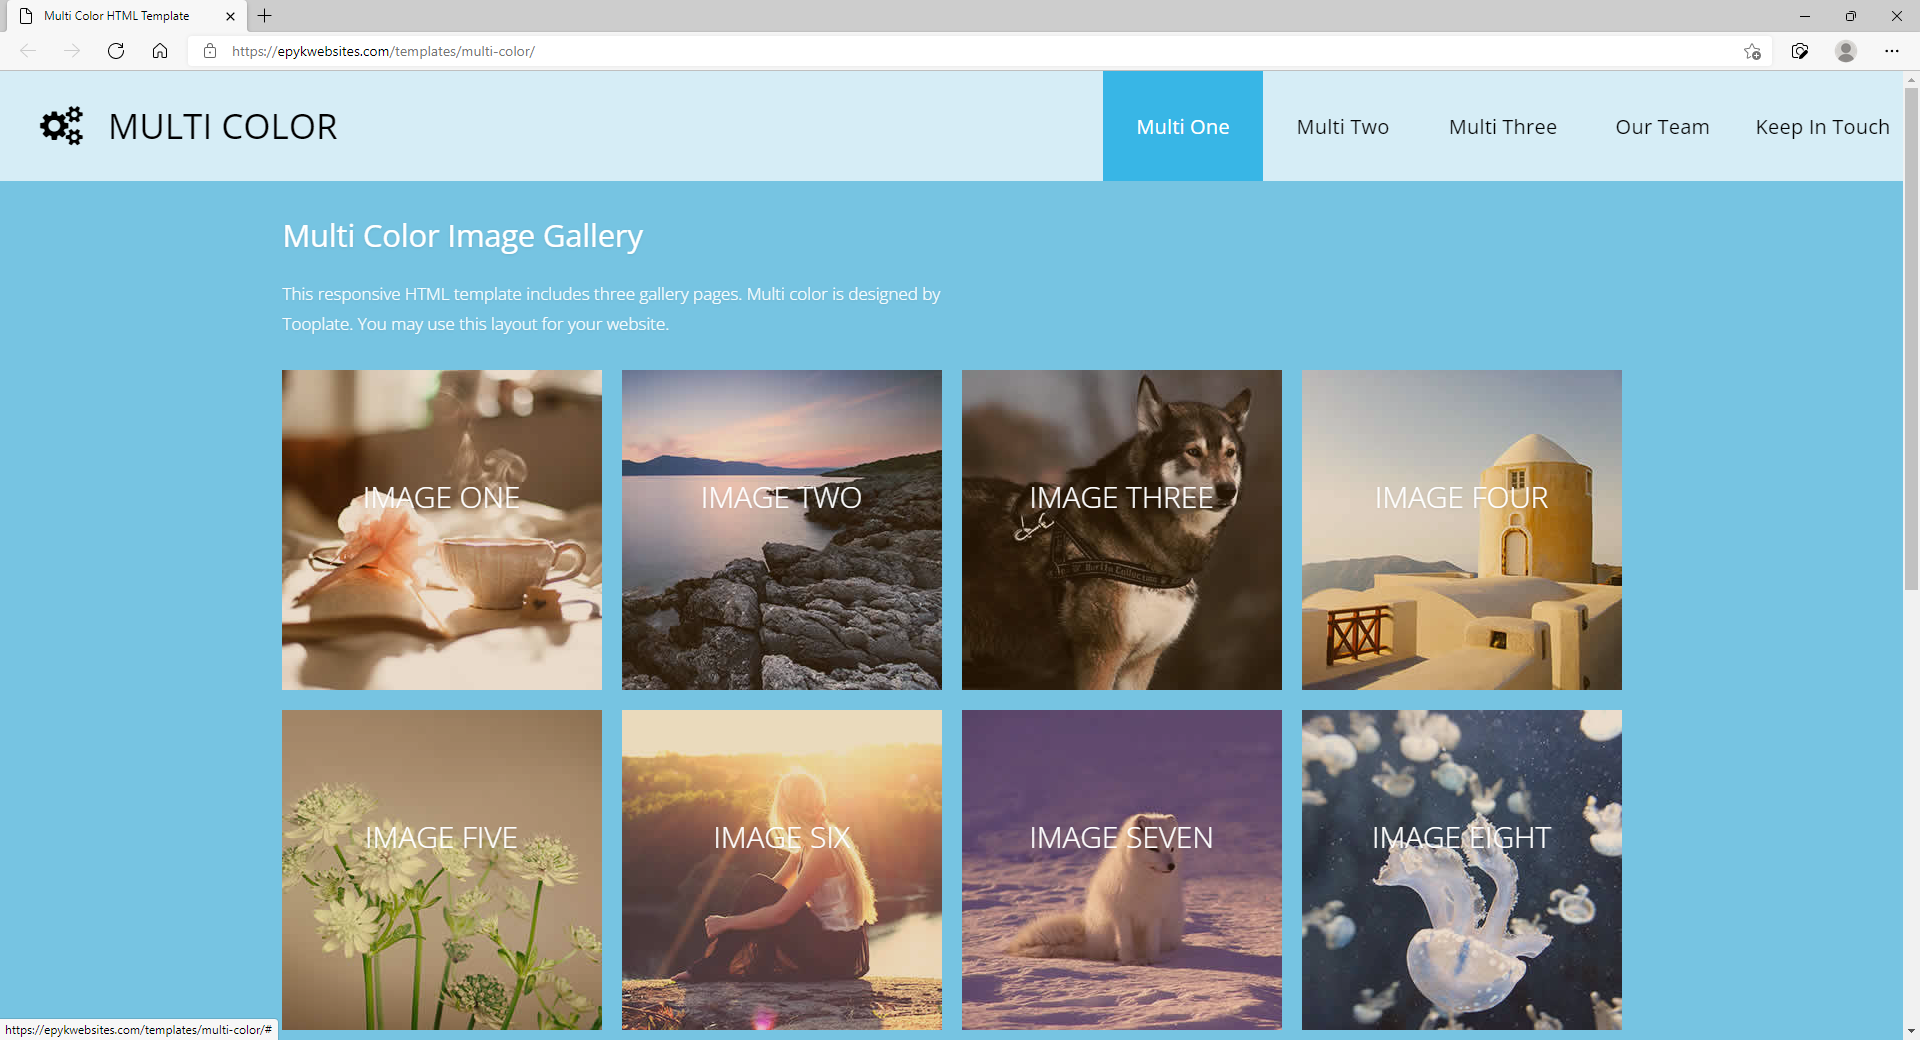 Multi Color HTML Template
https://epykwebsites.com/templates/multi-color/
MULTI COLOR
Multi One
Multi Two
Multi Three
Our Team
Keep In Touch
Multi Color Image Gallery
This responsive HTML template includes three gallery pages. Multi color is designed by
Tooplate. You may use this layout for your website.
IMAGE ONE
IMAGE TWO
IMAGE THREE
IMAGE FOUR
IMAGE FIVE
IMAGE SIX
IMAGE SEVEN
IMAGE EIGHT
https://epykwebsites.com/templates/multi-color/#